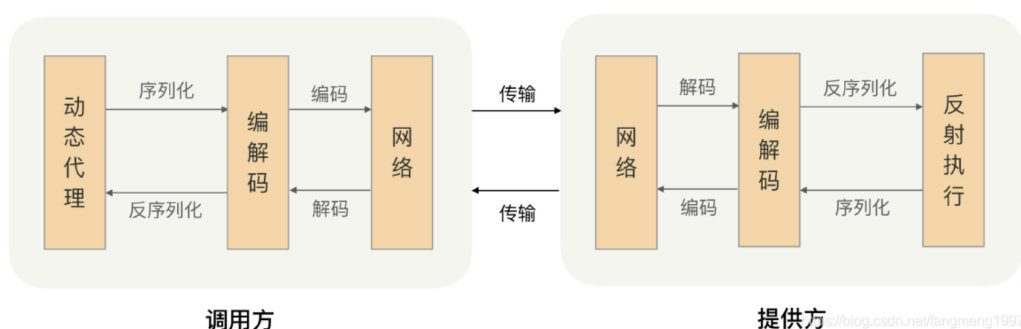 序列化
编码
传输
解码
反序列化
动态代理
编解码
网络
网络
编解码
反射执行
反序列化
解码
传输
编码
序列化
调用方
提供方
https://blog.csdn.net/fangmeng1997